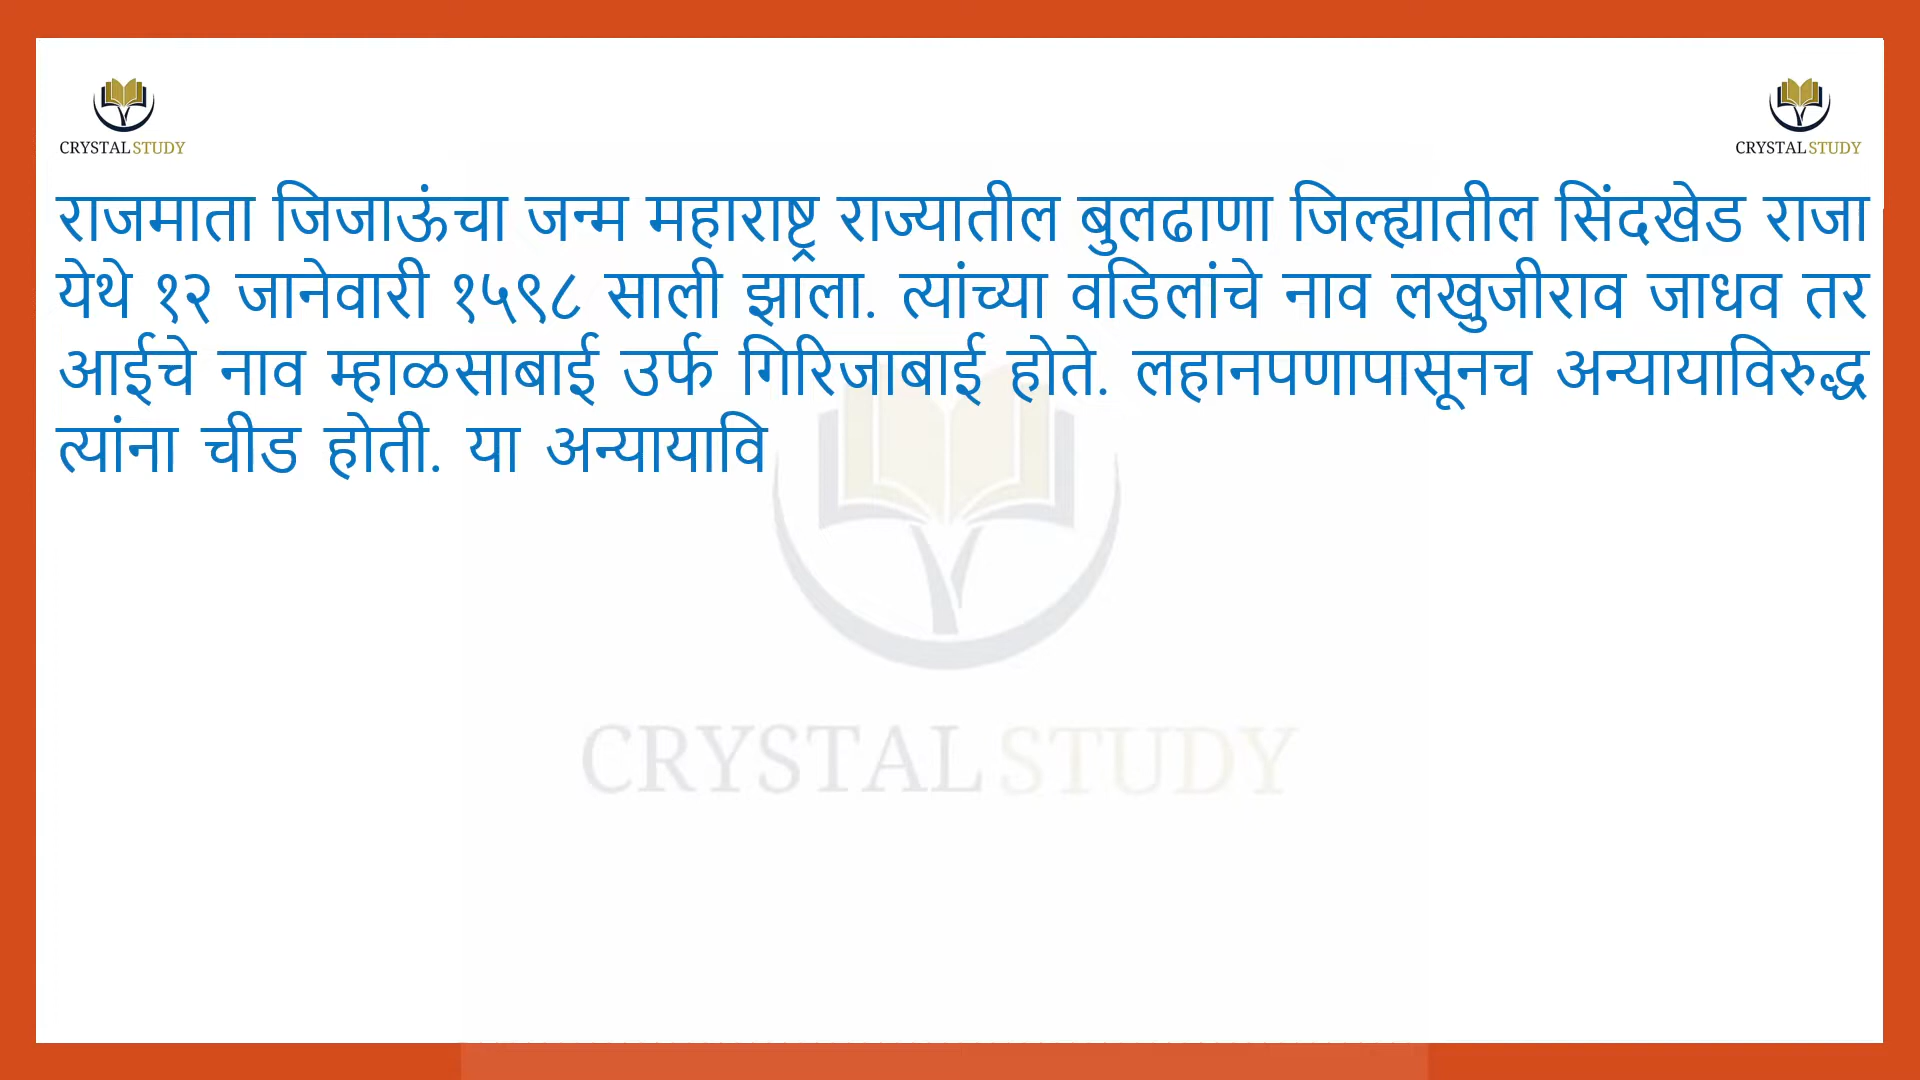 CRYSTAL STUDY
CRYSTAL STUDY
राजमाता जिजाऊंचा जन्म महाराष्ट्र राज्यातील बुलढाणा जिल्ह्यातील सिंदखेड राजा
येथे १२ जानेवारी १५९८ साली झाला. त्यांच्या वडिलांचे नाव लखुजीराव जाधव तर
आईचे नाव म्हाळसाबाई उर्फ गिरिजाबाई होते. लहानपणापासूनच अन्यायाविरुद्ध
त्यांना चीड होती. या अन्यायावि
CRYSTAL STUDY